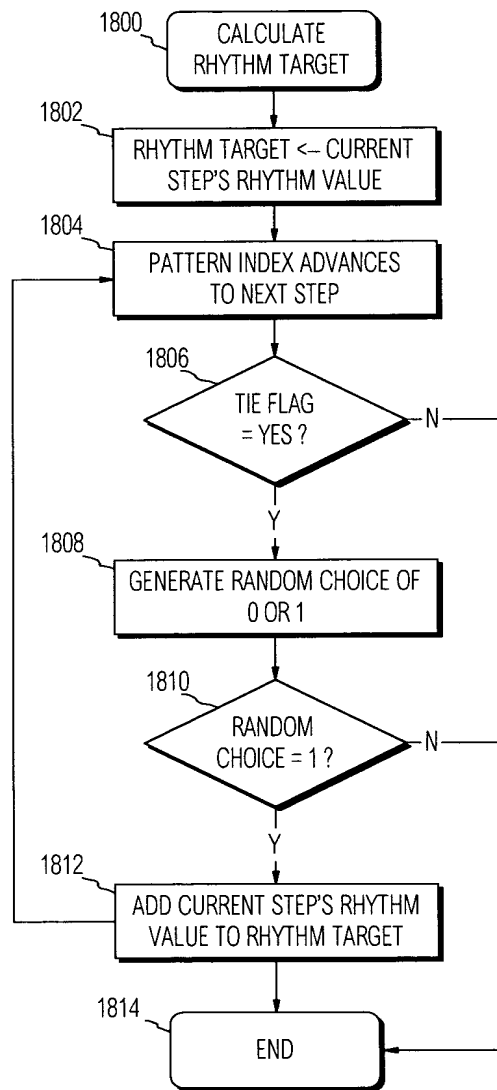 1800
CALCULATE
RHYTHM TARGET
1802
RHYTHM TARGET <– CURRENT
STEP'S RHYTHM VALUE
1804
PATTERN INDEX ADVANCES
TO NEXT STEP
1806
TIE FLAG
= YES ?
N
Y
1808
GENERATE RANDOM CHOICE OF
0 OR 1
1810
RANDOM
CHOICE = 1 ?
N
Y
1812
ADD CURRENT STEP'S RHYTHM
VALUE TO RHYTHM TARGET
1814
END